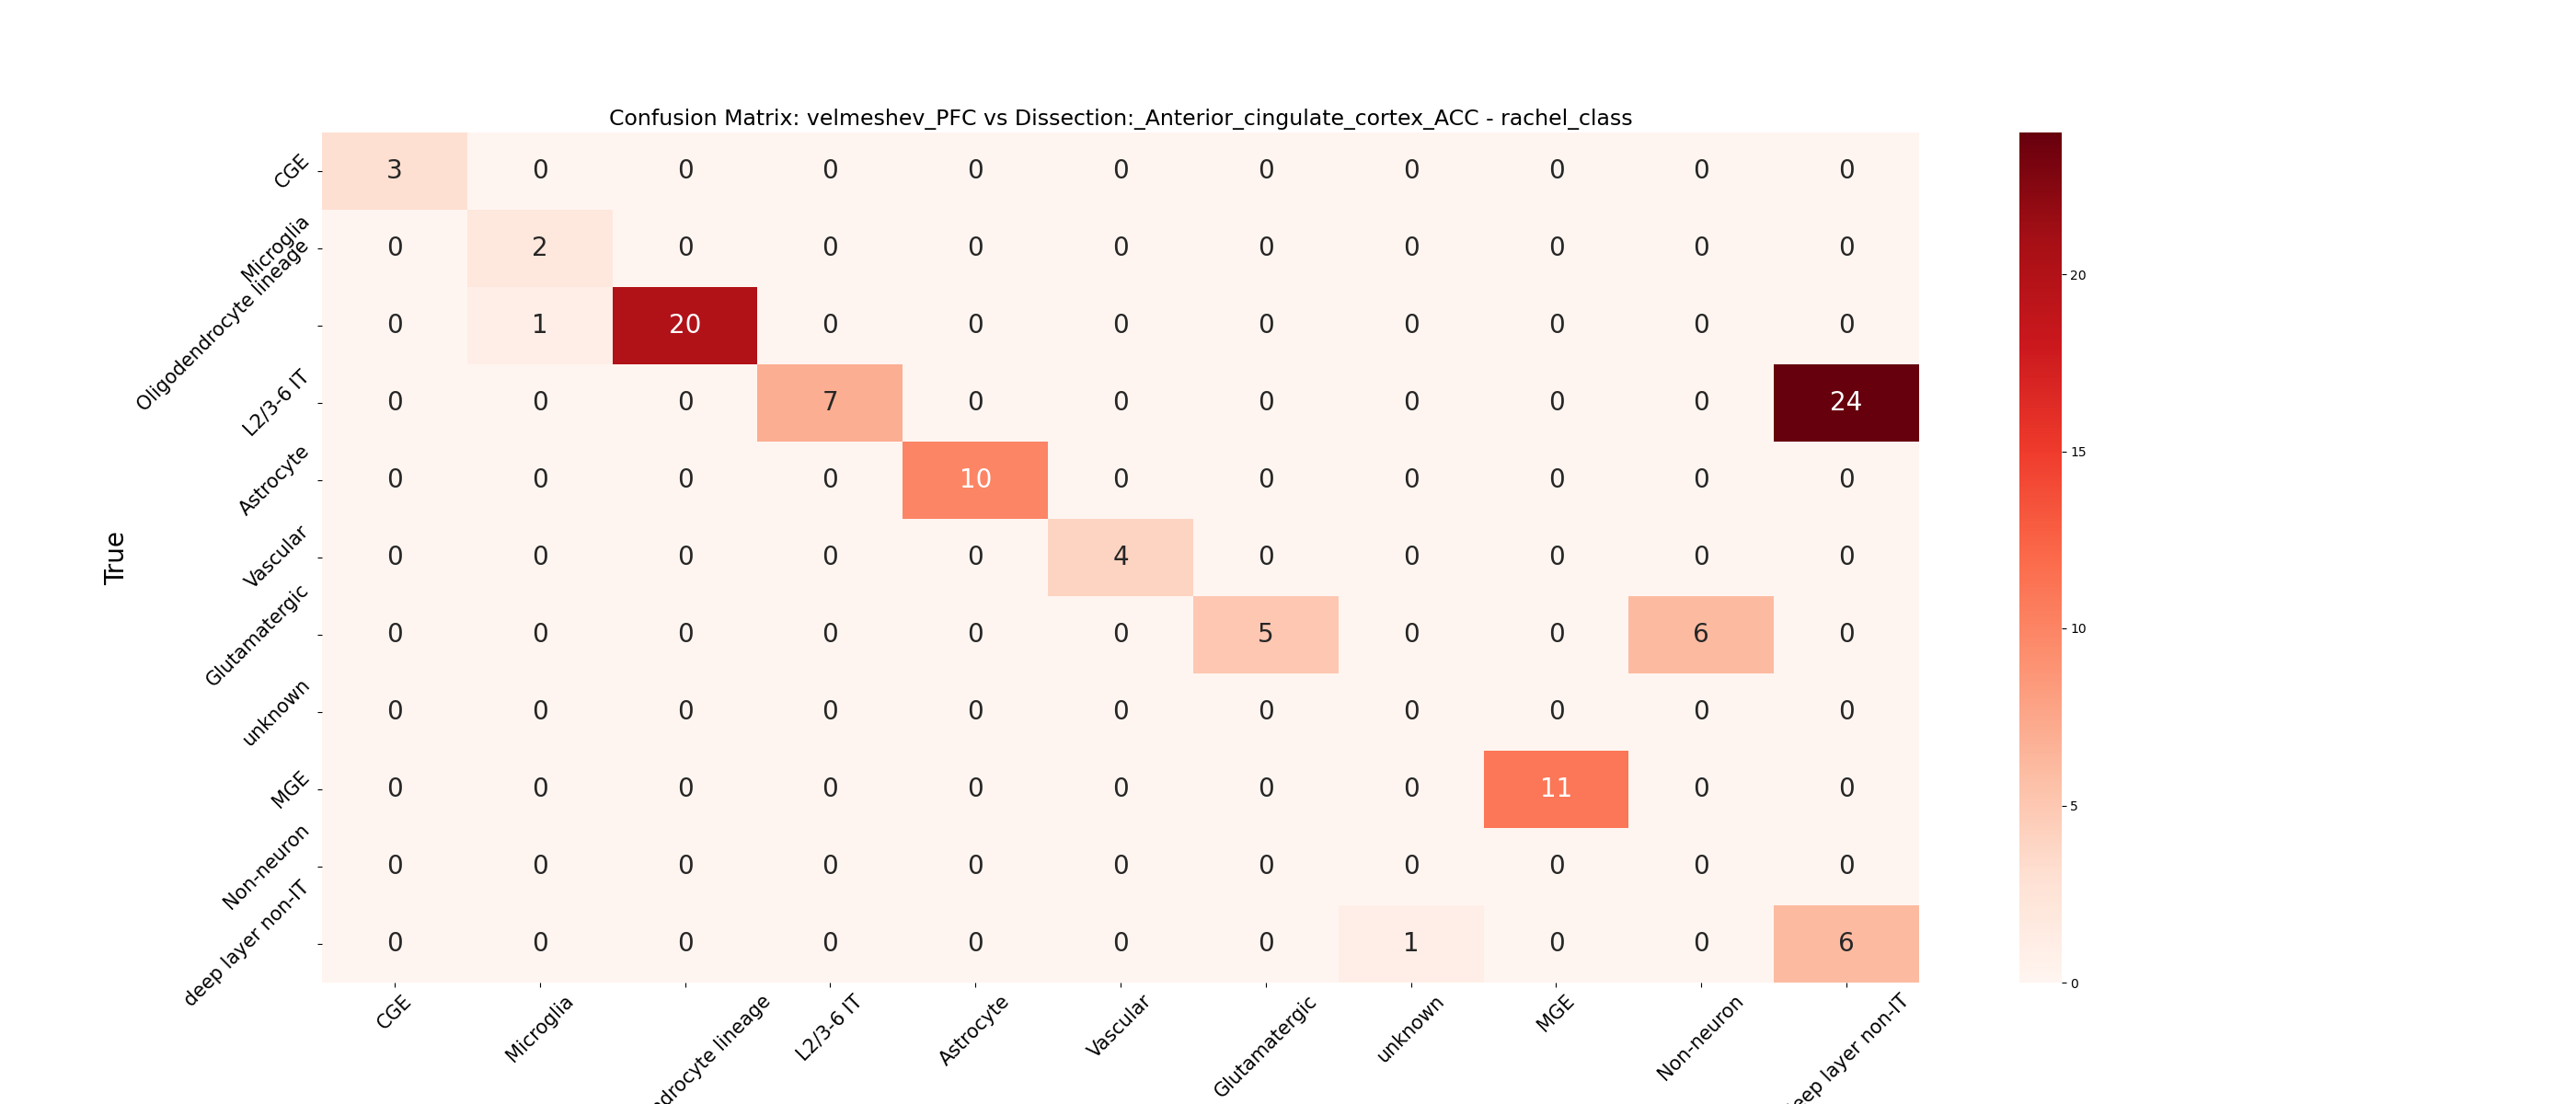 Confusion Matrix: velmeshev_PFC vs Dissection:_Anterior_cingulate_cortex_ACC - rachel_class
True
CGE 3 0 0 0 0 0 0 0 0 0 0
Microglia 0 2 0 0 0 0 0 0 0 0 0
Oligodendrocyte lineage 0 1 20 0 0 0 0 0 0 0 0
L2/3-6 IT 0 0 0 7 0 0 0 0 0 0 24
Astrocyte 0 0 0 0 10 0 0 0 0 0 0
Vascular 0 0 0 0 0 4 0 0 0 0 0
Glutamatergic 0 0 0 0 0 0 5 0 0 6 0
unknown 0 0 0 0 0 0 0 0 0 0 0
MGE 0 0 0 0 0 0 0 0 11 0 0
Non-neuron 0 0 0 0 0 0 0 0 0 0 0
deep layer non-IT 0 0 0 0 0 0 0 1 0 0 6
CGE
Microglia
ndrocyte lineage
L2/3-6 IT
Astrocyte
Vascular
Glutamatergic
unknown
MGE
Non-neuron
eep layer non-IT
20
15
10
5
0